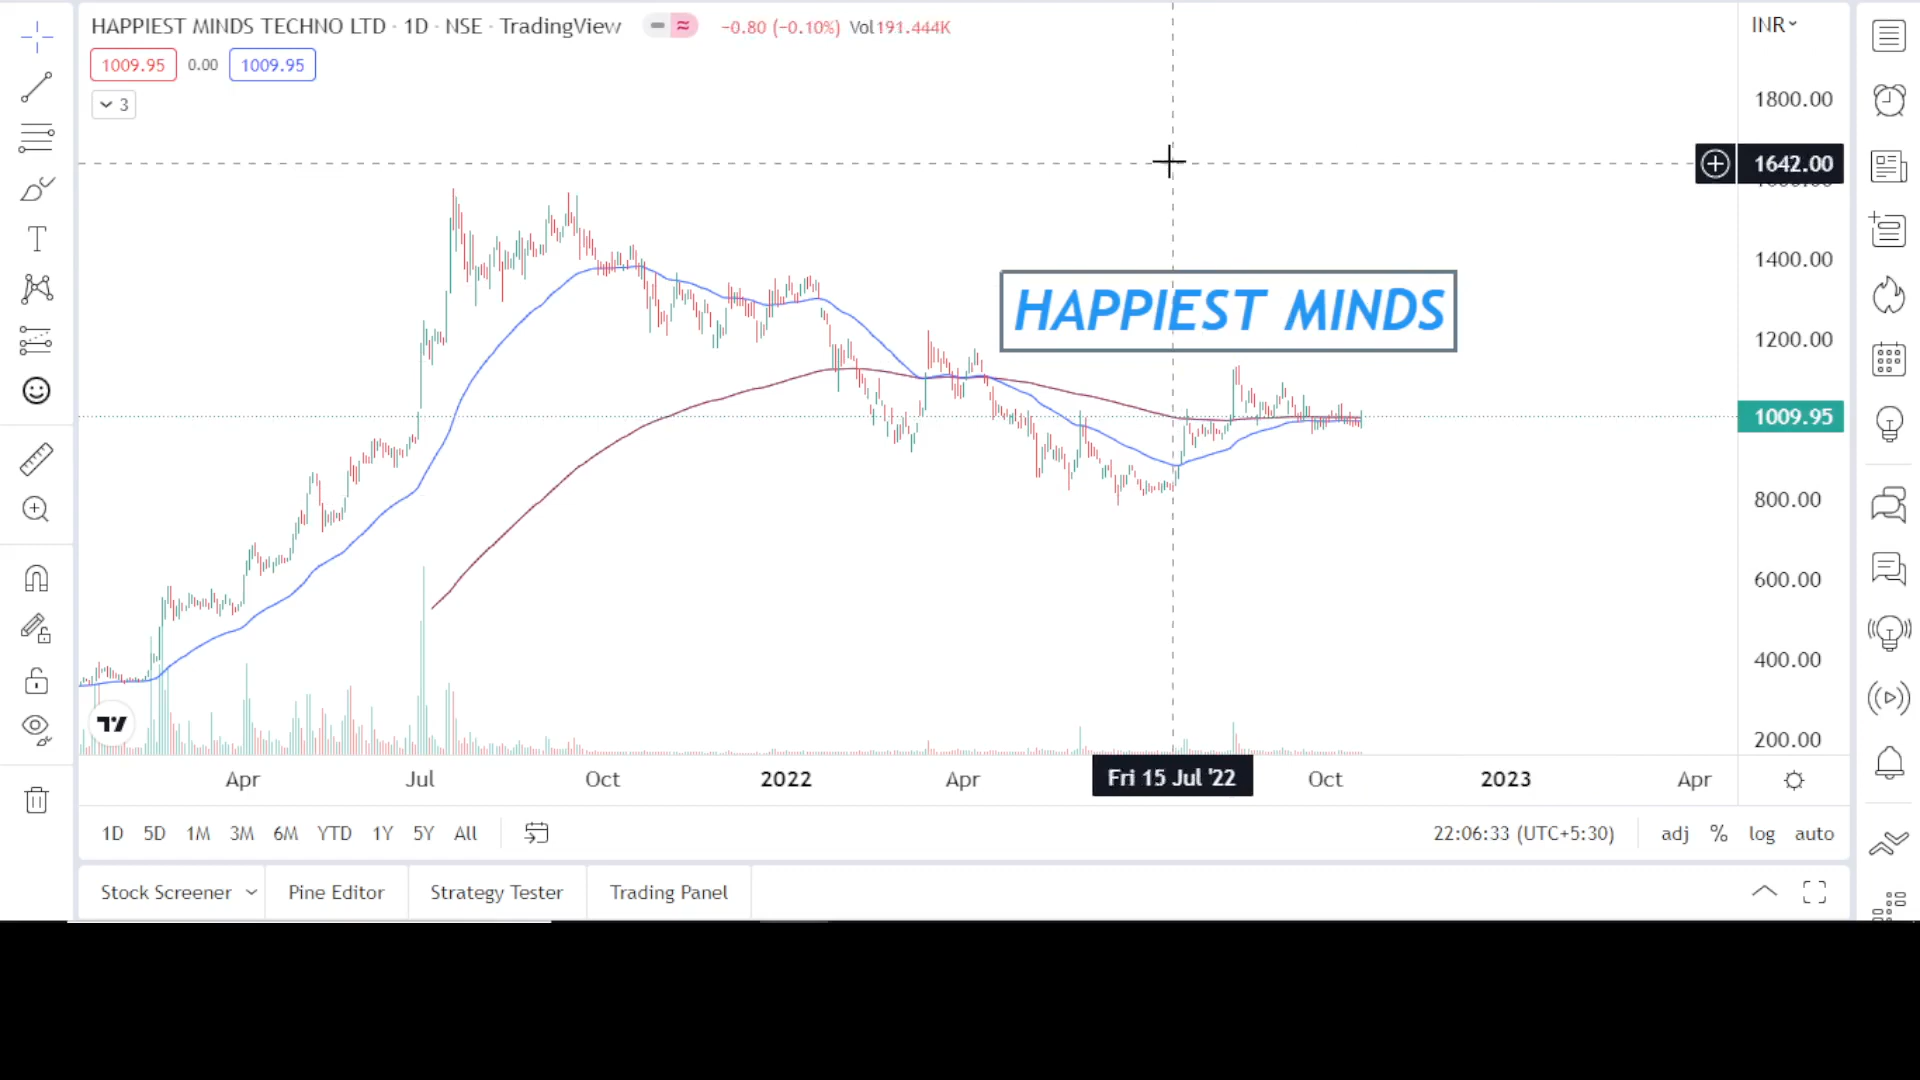 HAPPIEST MINDS TECHNO LTD · 1D · NSE · TradingView −0.80 (−0.10%) Vol191.444K INR
1009.95 0.00 1009.95
3
1800.00
1642.00
1400.00
HAPPIEST MINDS
1200.00
1009.95
800.00
600.00
400.00
200.00
Apr Jul Oct 2022 Apr Fri 15 Jul '22 Oct 2023 Apr
1D 5D 1M 3M 6M YTD 1Y 5Y All 22:06:33 (UTC+5:30) adj % log auto
Stock Screener Pine Editor Strategy Tester Trading Panel